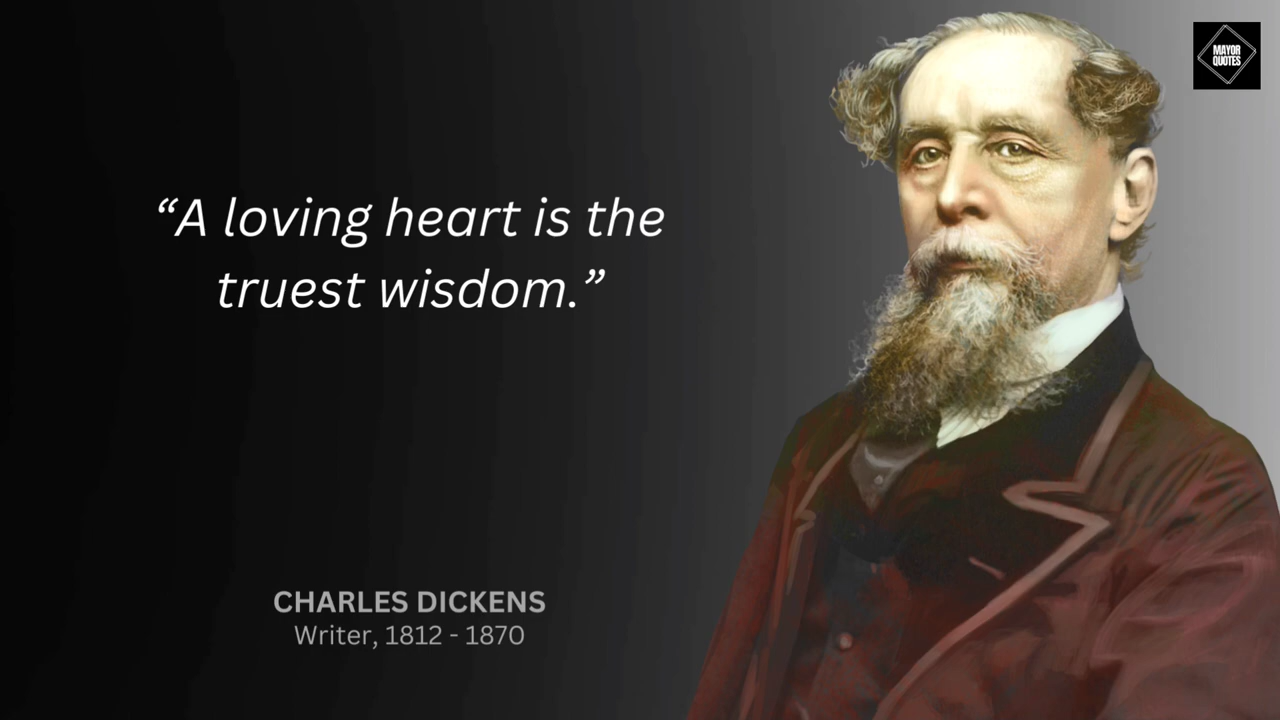 MAYOR
QUOTES
“A loving heart is the
truest wisdom.”
CHARLES DICKENS
Writer, 1812 - 1870